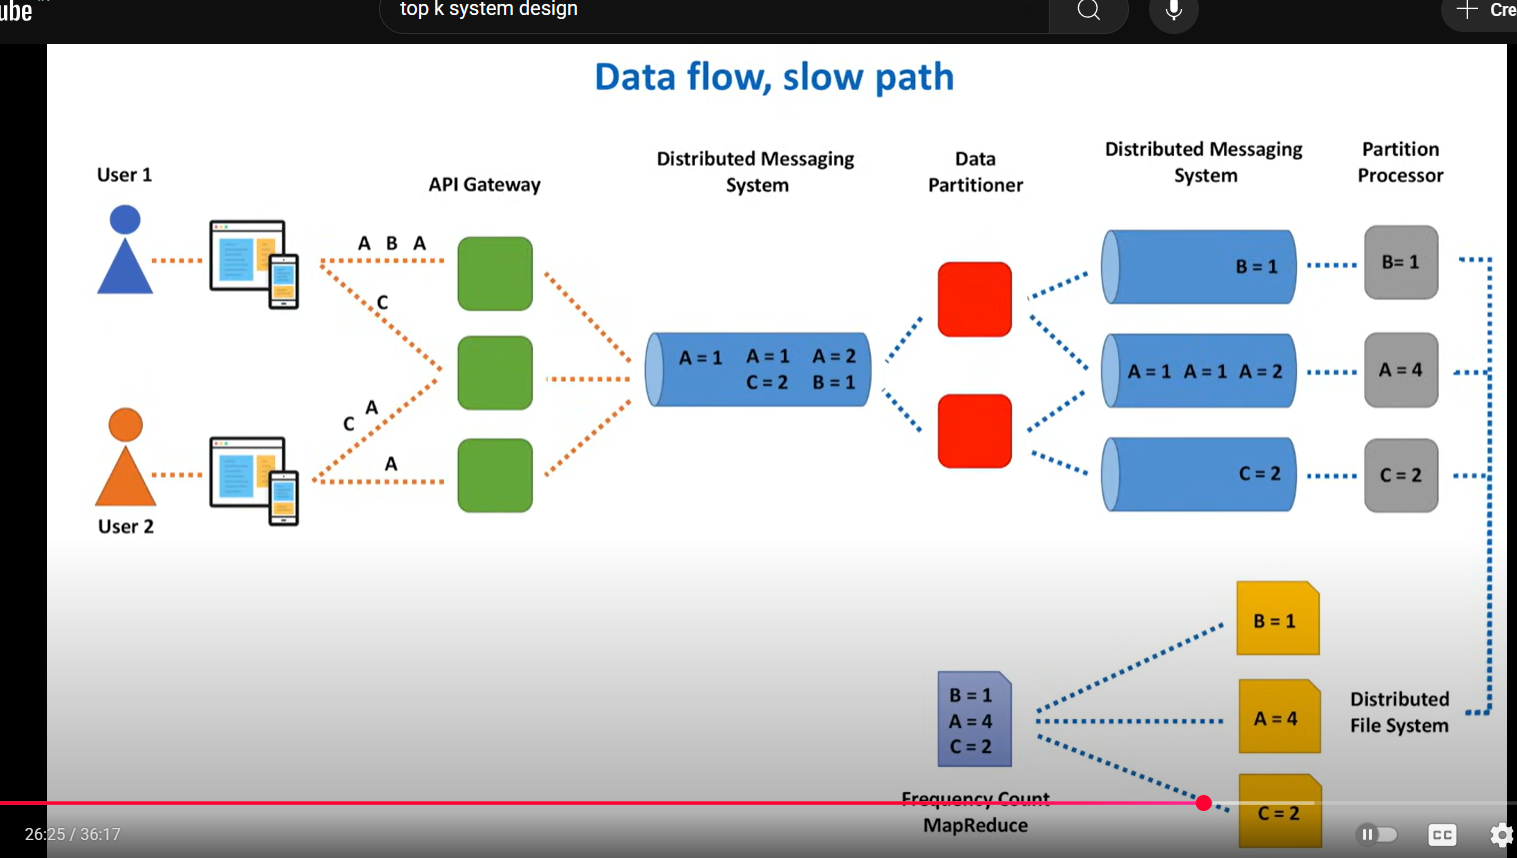 ube
top k system design
Cre
Data flow, slow path
User 1
API Gateway
Distributed Messaging
System
Data
Partitioner
Distributed Messaging
System
Partition
Processor
A B A
C
B = 1
B= 1
A = 1 A = 1 A = 2
C = 2 B = 1
A = 1 A = 1 A = 2
A = 4
A
C
A
C = 2
C = 2
User 2
B = 1
B = 1
A = 4
C = 2
A = 4
Distributed
File System
Frequency Count
MapReduce
C = 2
26:25 / 36:17
CC